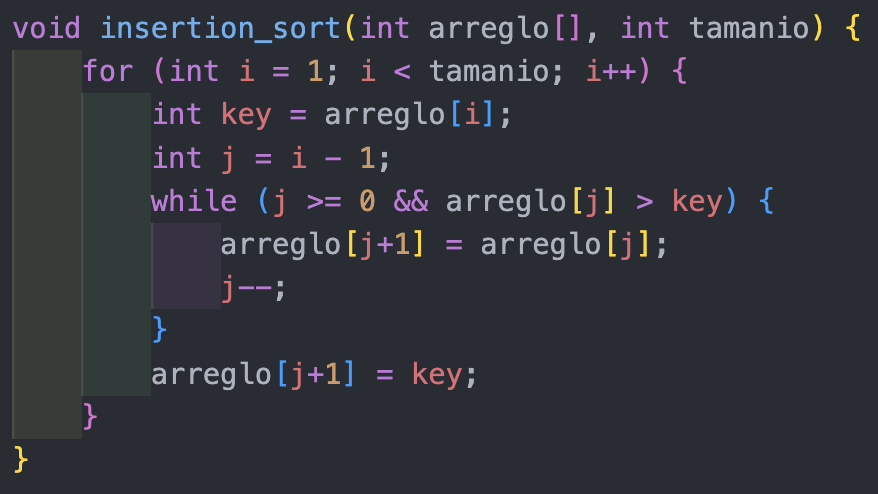 void insertion_sort(int arreglo[], int tamanio) {
    for (int i = 1; i < tamanio; i++) {
        int key = arreglo[i];
        int j = i - 1;
        while (j >= 0 && arreglo[j] > key) {
            arreglo[j+1] = arreglo[j];
            j--;
        }
        arreglo[j+1] = key;
    }
}